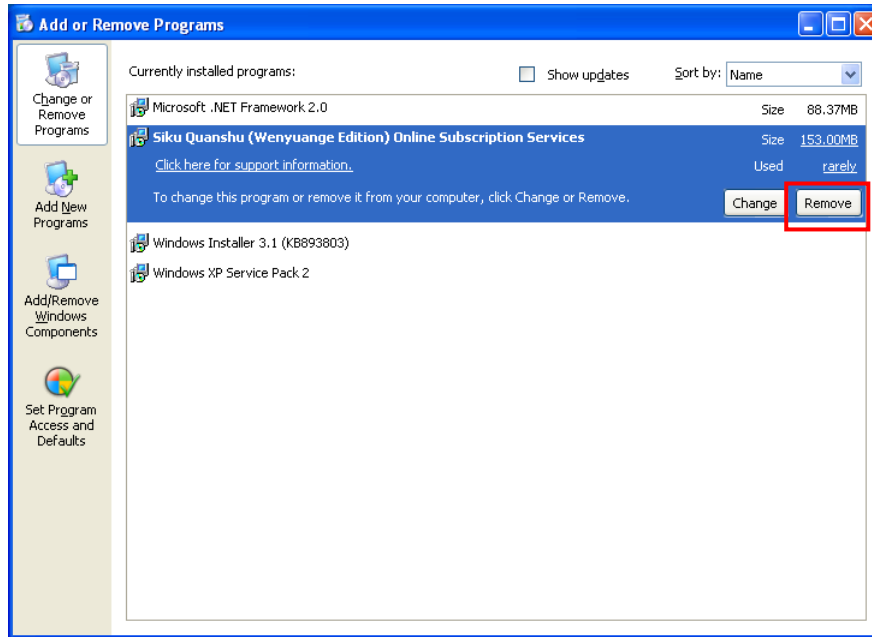 Add or Remove Programs
Change or
Remove
Programs
Add New
Programs
Add/Remove
Windows
Components
Set Program
Access and
Defaults
Currently installed programs:
Show updates
Sort by: Name
Microsoft .NET Framework 2.0 Size 88.37MB
Siku Quanshu (Wenyuange Edition) Online Subscription Services Size 153.00MB
Click here for support information. Used rarely
To change this program or remove it from your computer, click Change or Remove. Change Remove
Windows Installer 3.1 (KB893803)
Windows XP Service Pack 2